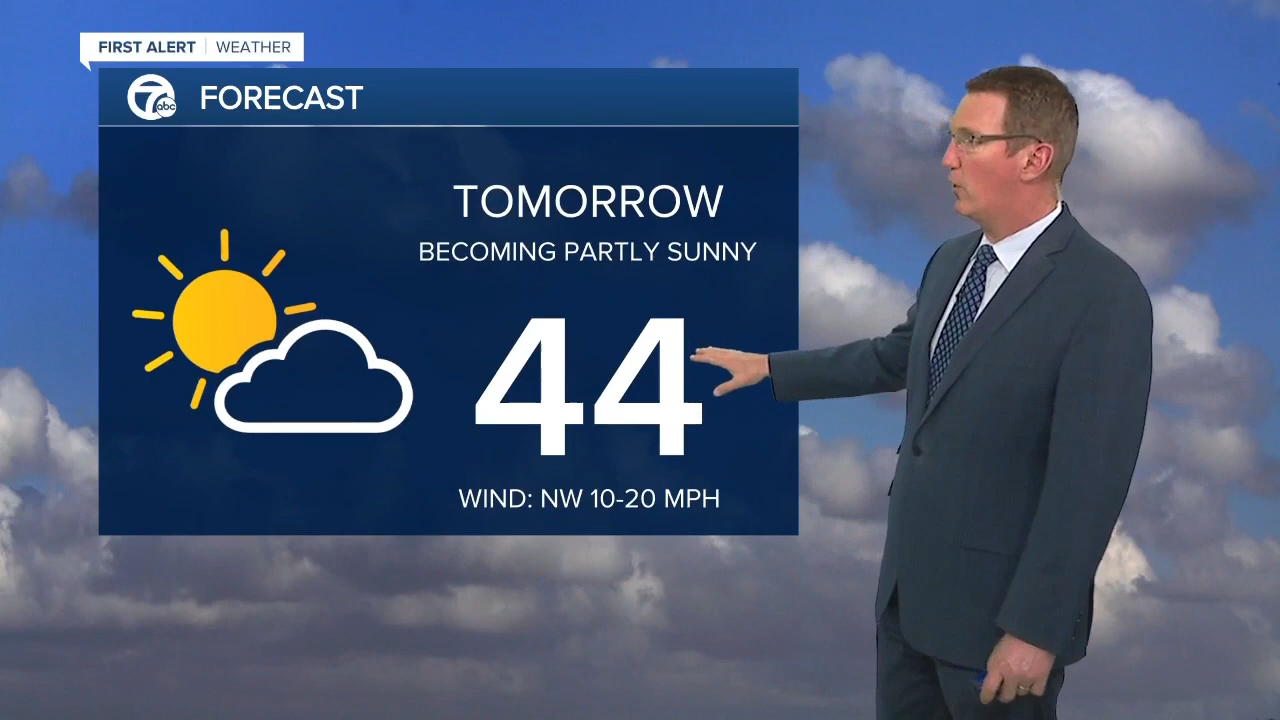 FIRST ALERT | WEATHER
7 abc FORECAST
TOMORROW
BECOMING PARTLY SUNNY
44
WIND: NW 10-20 MPH